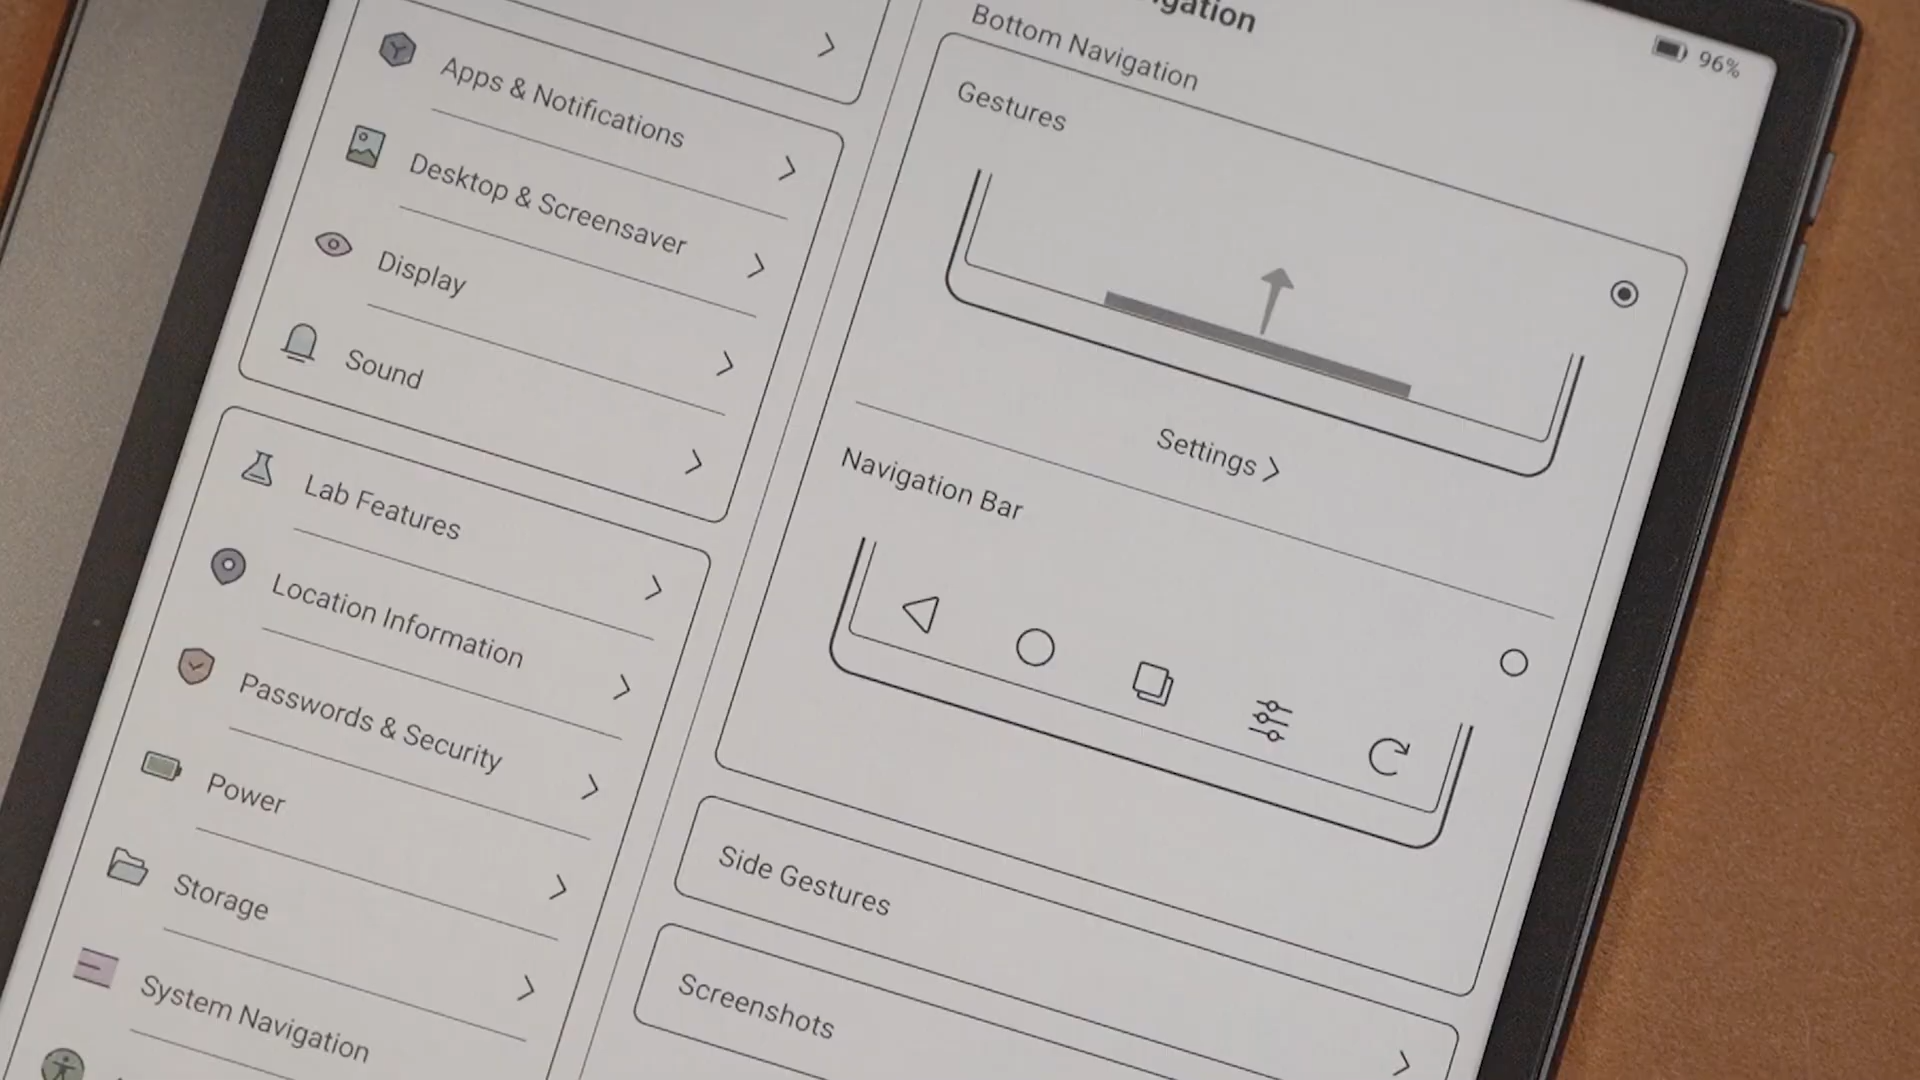 96%
Apps & Notifications
Desktop & Screensaver
Display
Sound
Lab Features
Location Information
Passwords & Security
Power
Storage
System Navigation
Bottom Navigation
Gestures
Settings
Navigation Bar
Side Gestures
Screenshots